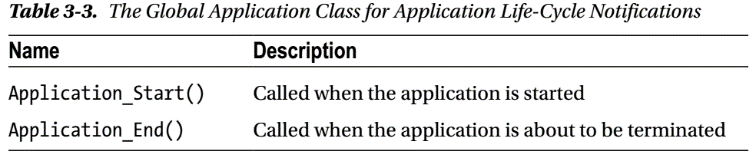 Table 3-3. The Global Application Class for Application Life-Cycle Notifications
Name Description
Application_Start() Called when the application is started
Application_End() Called when the application is about to be terminated